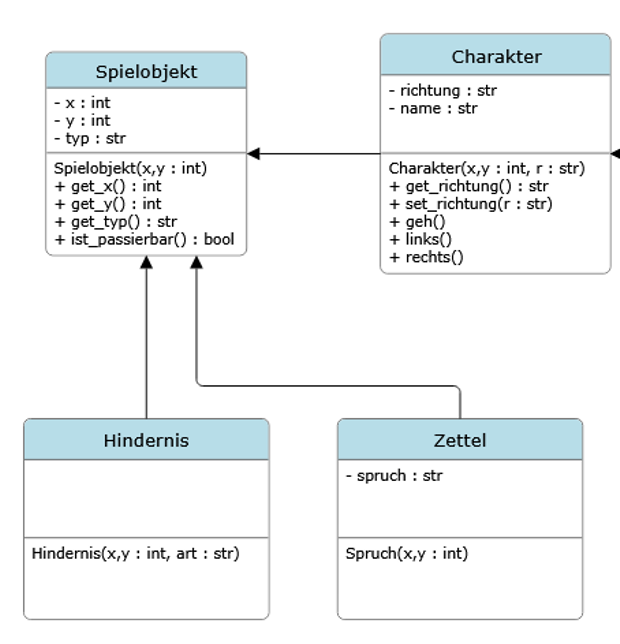 Spielobjekt
- x : int
- y : int
- typ : str
Spielobjekt(x,y : int)
+ get_x() : int
+ get_y() : int
+ get_typ() : str
+ ist_passierbar() : bool
Charakter
- richtung : str
- name : str
Charakter(x,y : int, r : str)
+ get_richtung() : str
+ set_richtung(r : str)
+ geh()
+ links()
+ rechts()
Hindernis
Hindernis(x,y : int, art : str)
Zettel
- spruch : str
Spruch(x,y : int)